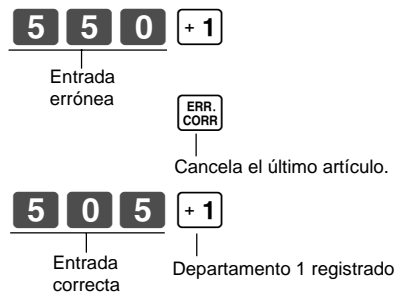 5 5 0 + 1
Entrada
errónea
ERR.
CORR
Cancela el último artículo.
5 0 5 + 1
Entrada
correcta
Departamento 1 registrado